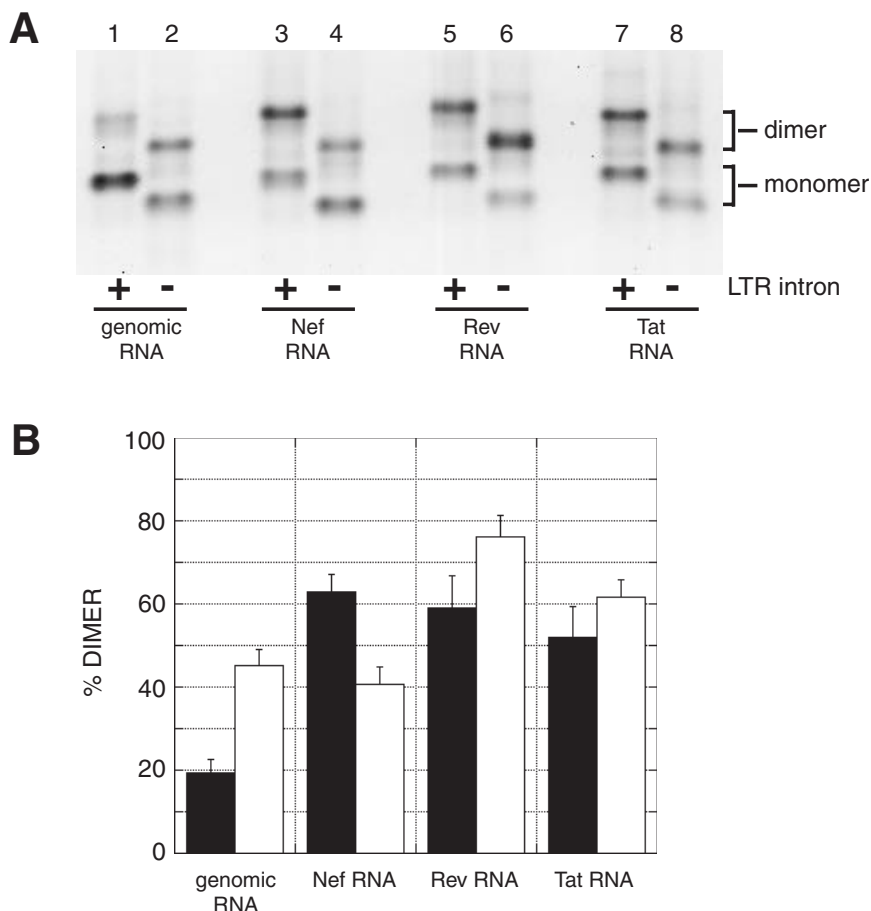 A
1 2 3 4 5 6 7 8
dimer
monomer
+ - + - + - + - LTR intron
genomic Nef Rev Tat
RNA RNA RNA RNA
B
100
80
60
40
20
0
% DIMER
genomic Nef RNA Rev RNA Tat RNA
RNA